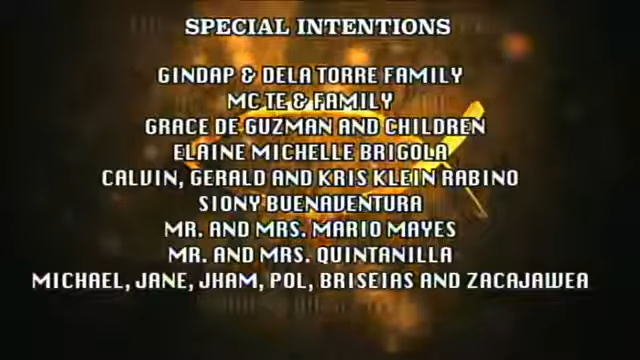 SPECIAL INTENTIONS
GINDAP & DELA TORRE FAMILY
MC TE & FAMILY
GRACE DE GUZMAN AND CHILDREN
ELAINE MICHELLE BRIGOLA
CALVIN, GERALD AND KRIS KLEIN RABINO
SIONY BUENAVENTURA
MR. AND MRS. MARIO MAYES
MR. AND MRS. QUINTANILLA
MICHAEL, JANE, JHAM, POL, BRISEIAS AND ZACAJAWEA